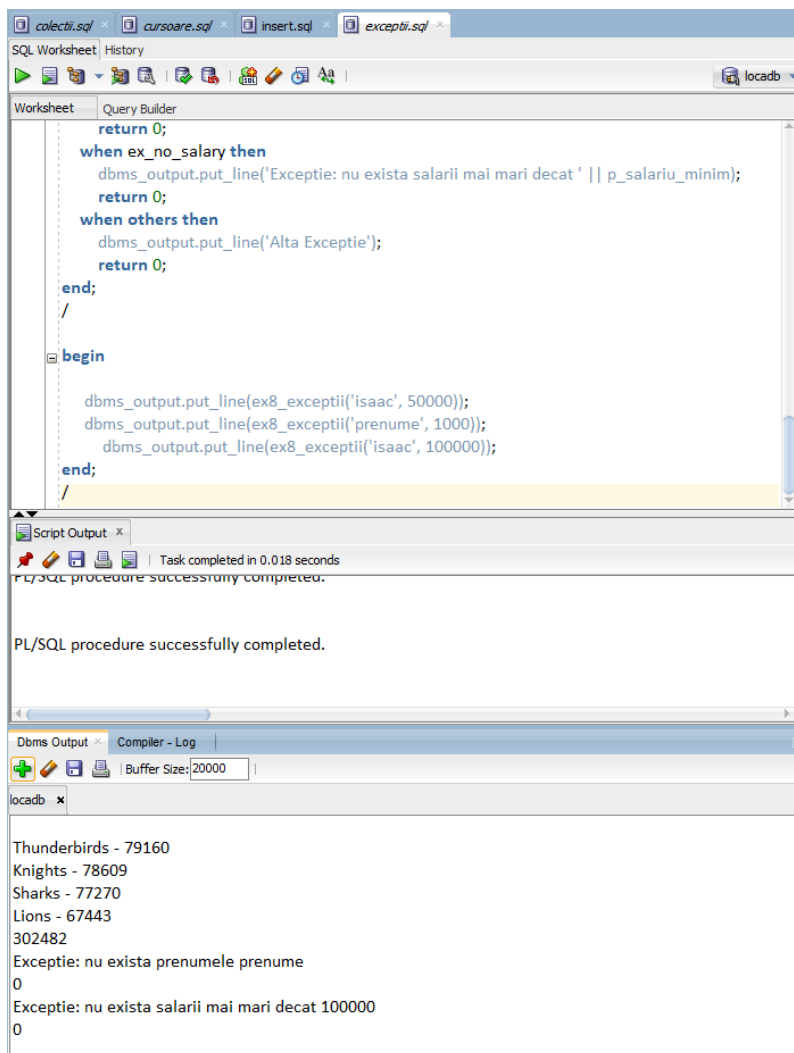 colectii.sql cursoare.sql insert.sql exceptii.sql
SQL Worksheet History
locadb
Worksheet Query Builder
return 0;
when ex_no_salary then
dbms_output.put_line('Exceptie: nu exista salarii mai mari decat ' || p_salariu_minim);
return 0;
when others then
dbms_output.put_line('Alta Exceptie');
return 0;
end;
/
begin
dbms_output.put_line(ex8_exceptii('isaac', 50000));
dbms_output.put_line(ex8_exceptii('prenume', 1000));
dbms_output.put_line(ex8_exceptii('isaac', 100000));
end;
/
Script Output x
Task completed in 0.018 seconds
PL/SQL procedure successfully completed.
PL/SQL procedure successfully completed.
Dbms Output Compiler - Log
Buffer Size: 20000
locadb
Thunderbirds - 79160
Knights - 78609
Sharks - 77270
Lions - 67443
302482
Exceptie: nu exista prenumele prenume
0
Exceptie: nu exista salarii mai mari decat 100000
0